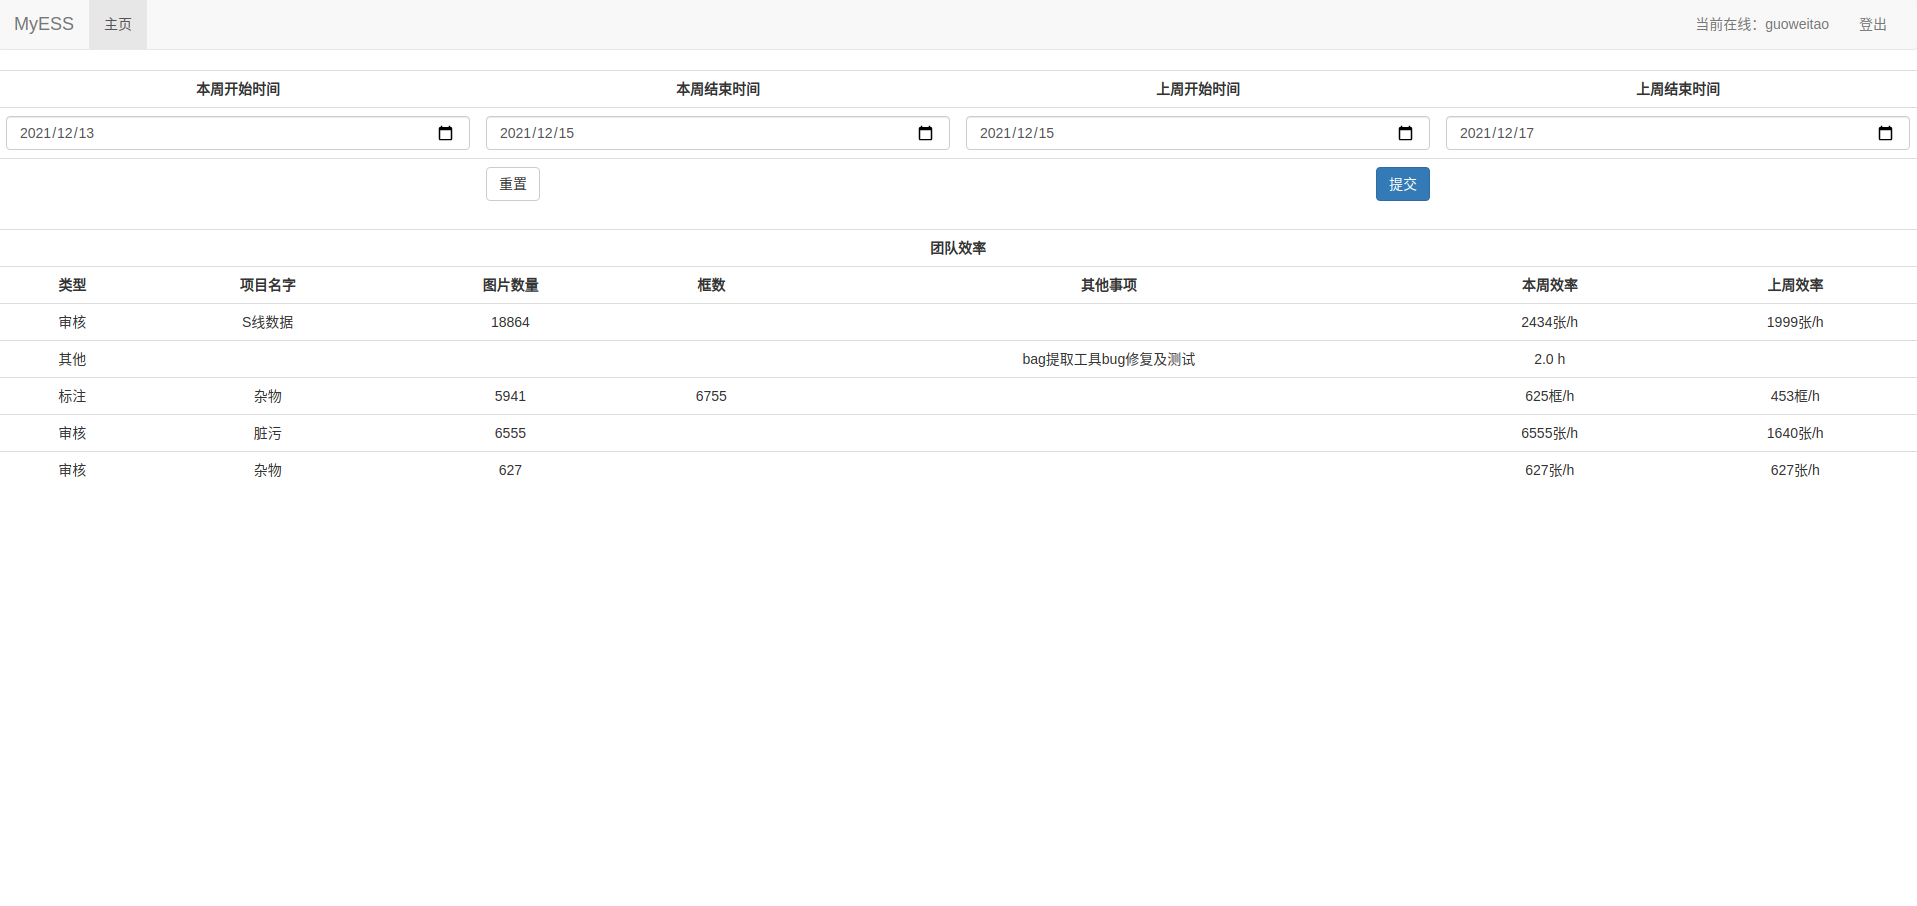 MyESS 主页 当前在线：guoweitao 登出
本周开始时间 本周结束时间 上周开始时间 上周结束时间
2021/12/13 2021/12/15 2021/12/15 2021/12/17
重置 提交
团队效率
类型 项目名字 图片数量 框数 其他事项 本周效率 上周效率
审核 S线数据 18864 2434张/h 1999张/h
其他 bag提取工具bug修复及测试 2.0 h
标注 杂物 5941 6755 625框/h 453框/h
审核 脏污 6555 6555张/h 1640张/h
审核 杂物 627 627张/h 627张/h